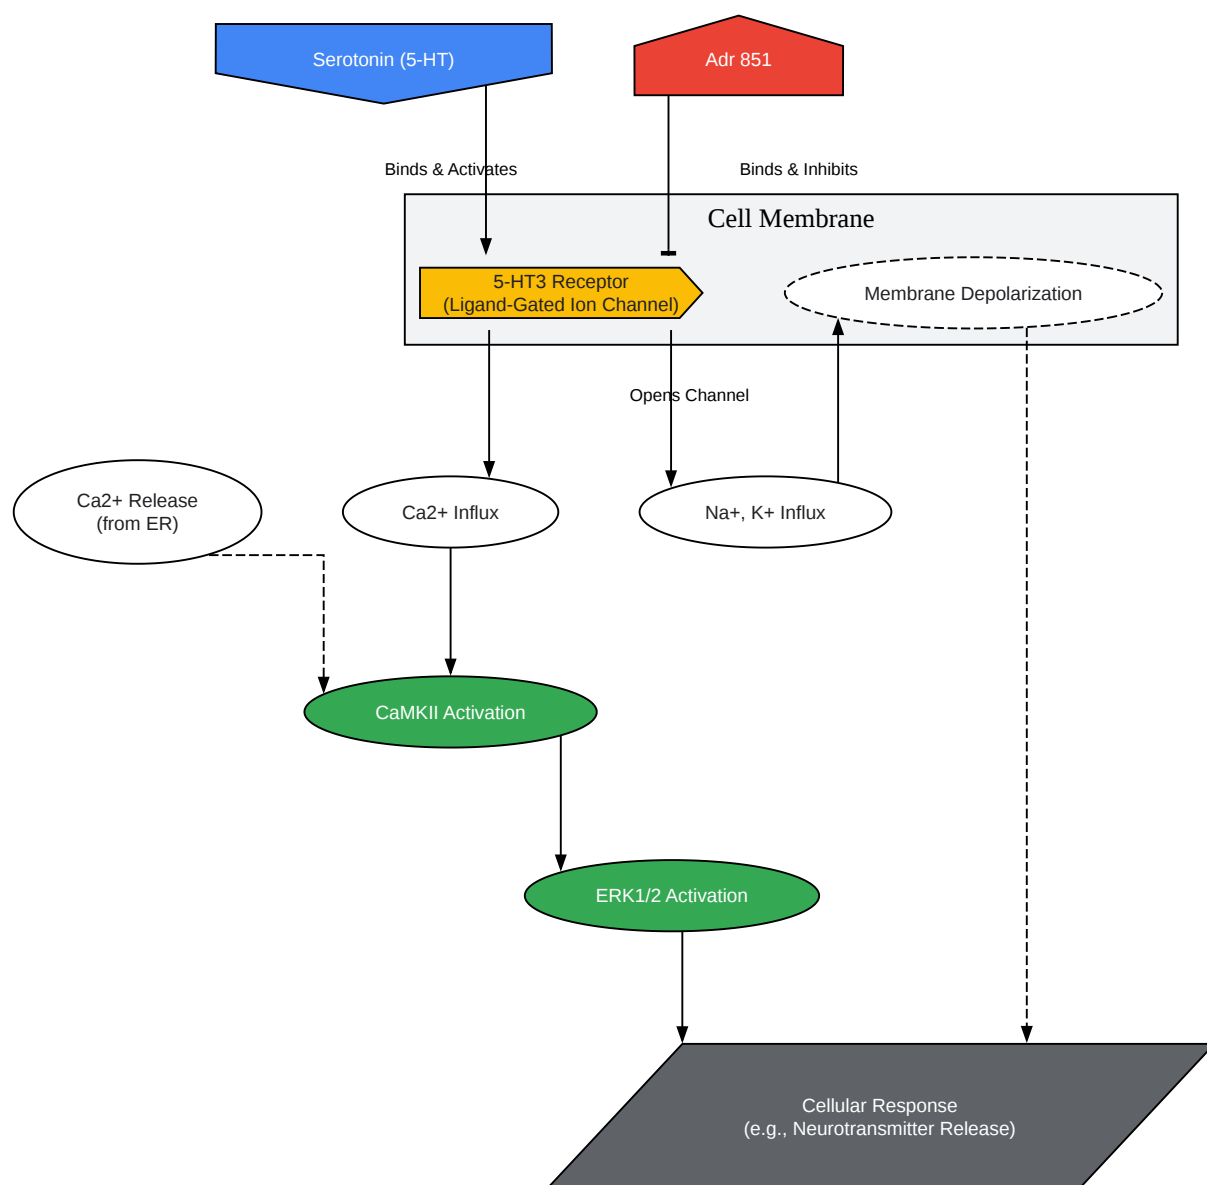 Serotonin (5-HT)
Adr 851
Binds & Activates
Binds & Inhibits
Cell Membrane
5-HT3 Receptor
(Ligand-Gated Ion Channel)
Membrane Depolarization
Opens Channel
Ca2+ Release
(from ER)
Ca2+ Influx
Na+, K+ Influx
CaMKII Activation
ERK1/2 Activation
Cellular Response
(e.g., Neurotransmitter Release)